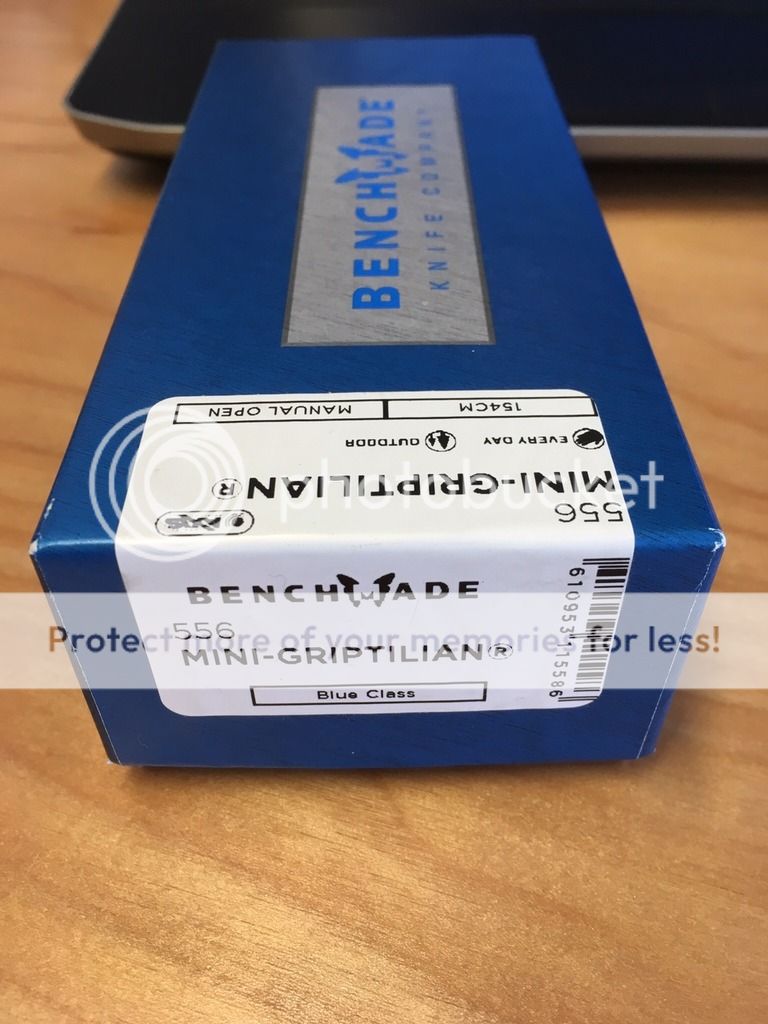 BENCHMADE
KNIFE COMPANY
154CM MANUAL OPEN
EVERY DAY OUTDOOR
MINI-GRIPTILIAN®
556
photobucket
BENCHMADE
556
MINI-GRIPTILIAN®
Blue Class
Protect more of your memories for less!